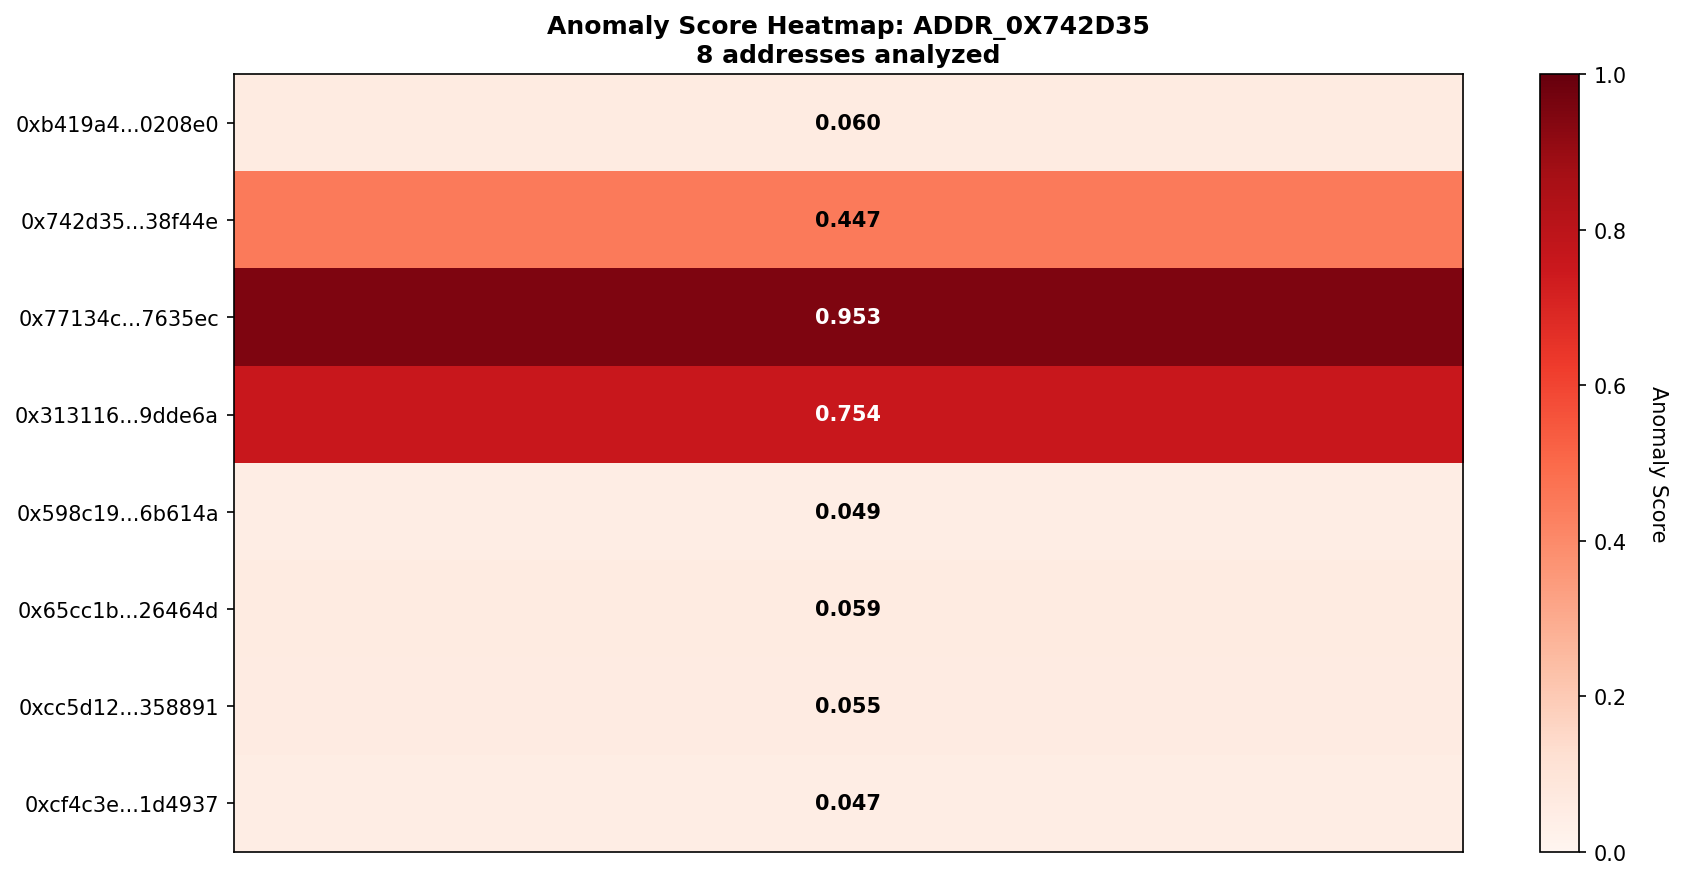 Anomaly Score Heatmap: ADDR_0X742D35
8 addresses analyzed
0xb419a4...0208e0 0.060
0x742d35...38f44e 0.447
0x77134c...7635ec 0.953
0x313116...9dde6a 0.754
0x598c19...6b614a 0.049
0x65cc1b...26464d 0.059
0xcc5d12...358891 0.055
0xcf4c3e...1d4937 0.047
1.0
0.8
0.6
0.4
0.2
0.0
Anomaly Score